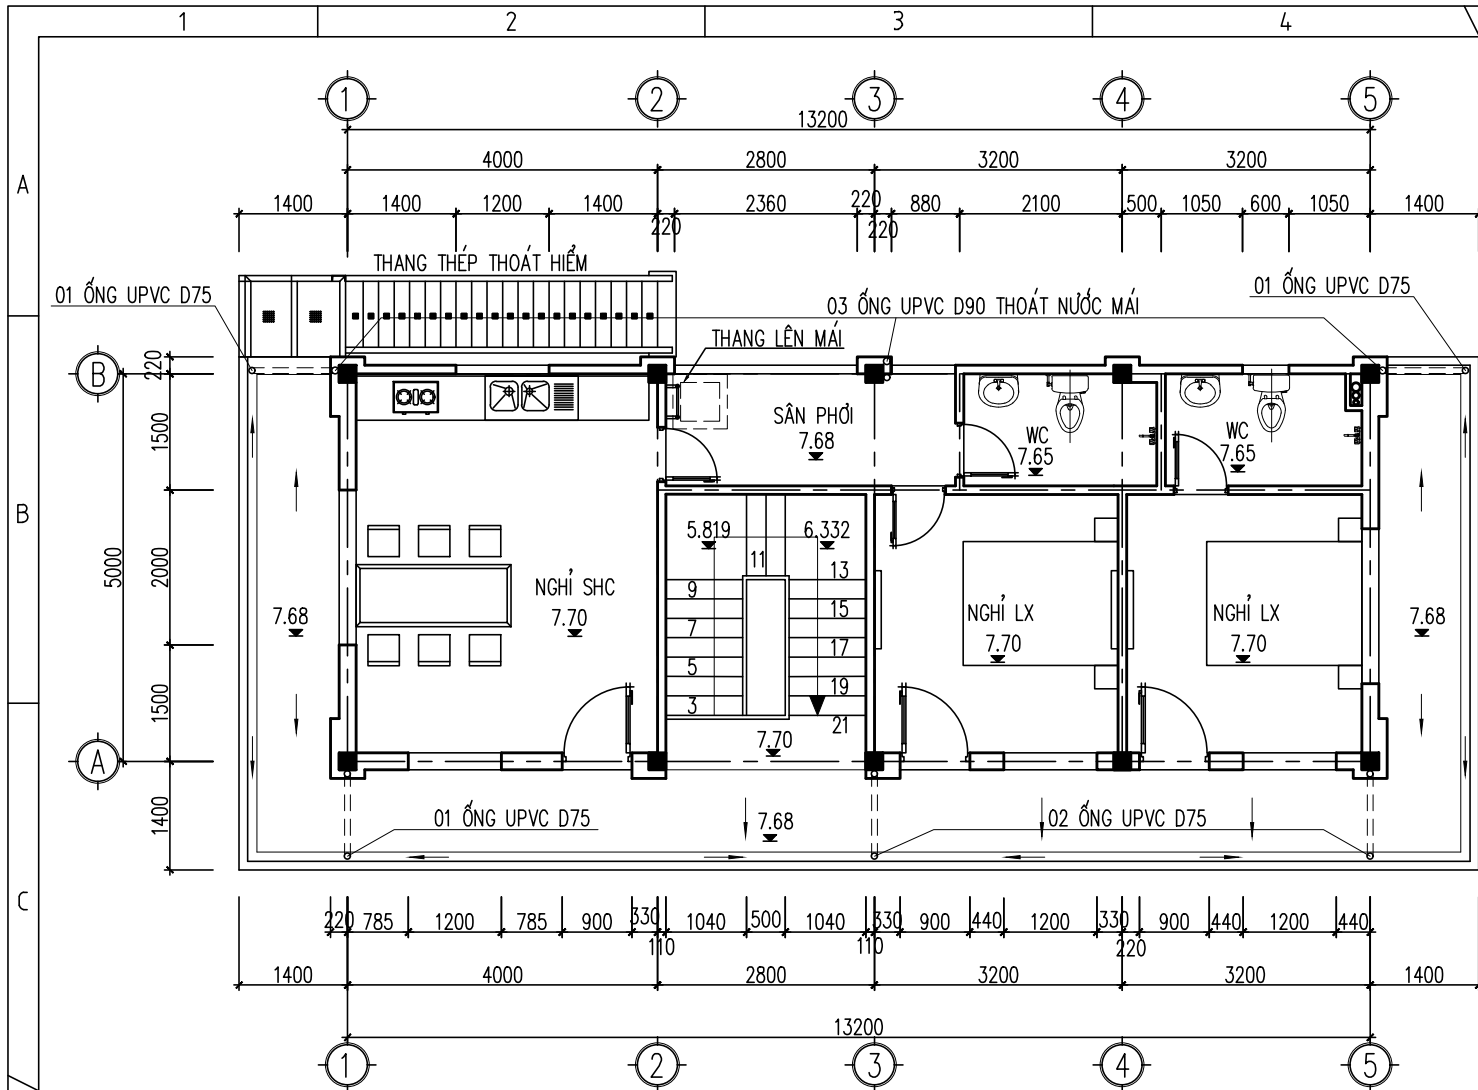 1 2 3 4
A
B
C
1 2 3 4 5
13200
4000 2800 3200 3200
1400 1400 1200 1400 220 2360 220 220 880 2100 500 1050 600 1050 1400
THANG THÉP THOÁT HIỂM
01 ỐNG UPVC D75
03 ỐNG UPVC D90 THOÁT NƯỚC MÁI
01 ỐNG UPVC D75
THANG LÊN MÁI
B
220
1500
2000
5000
1500
A
1400
SÂN PHƠI
7.68
WC
7.65
WC
7.65
5.819 6.332
11
9
7
5
3
13
15
17
19
21
NGHỈ SHC
7.70
NGHỈ LX
7.70
NGHỈ LX
7.70
7.68
7.68
7.70
7.68
01 ỐNG UPVC D75
02 ỐNG UPVC D75
220 785 1200 785 900 330 110 1040 500 1040 110 330 900 440 1200 330 220 900 440 1200 440
1400 4000 2800 3200 3200 1400
13200
1 2 3 4 5